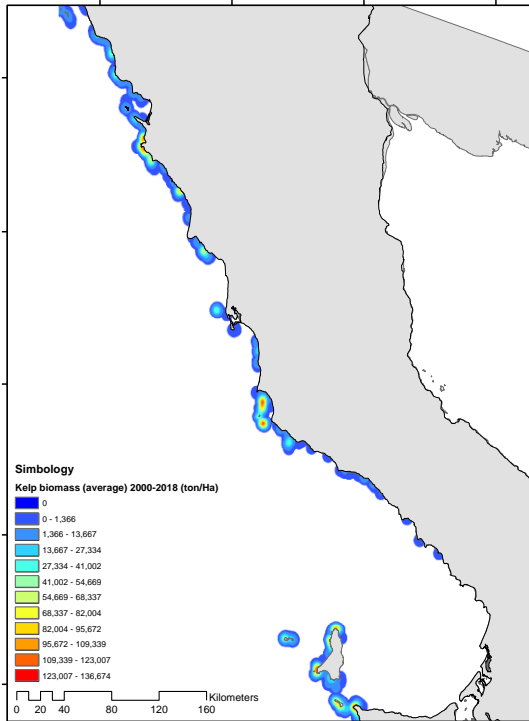 Simbology
Kelp biomass (average) 2000-2018 (ton/Ha)
0
0 - 1,366
1,366 - 13,667
13,667 - 27,334
27,334 - 41,002
41,002 - 54,669
54,669 - 68,337
68,337 - 82,004
82,004 - 95,672
95,672 - 109,339
109,339 - 123,007
123,007 - 136,674
0 20 40 80 120 160 Kilometers